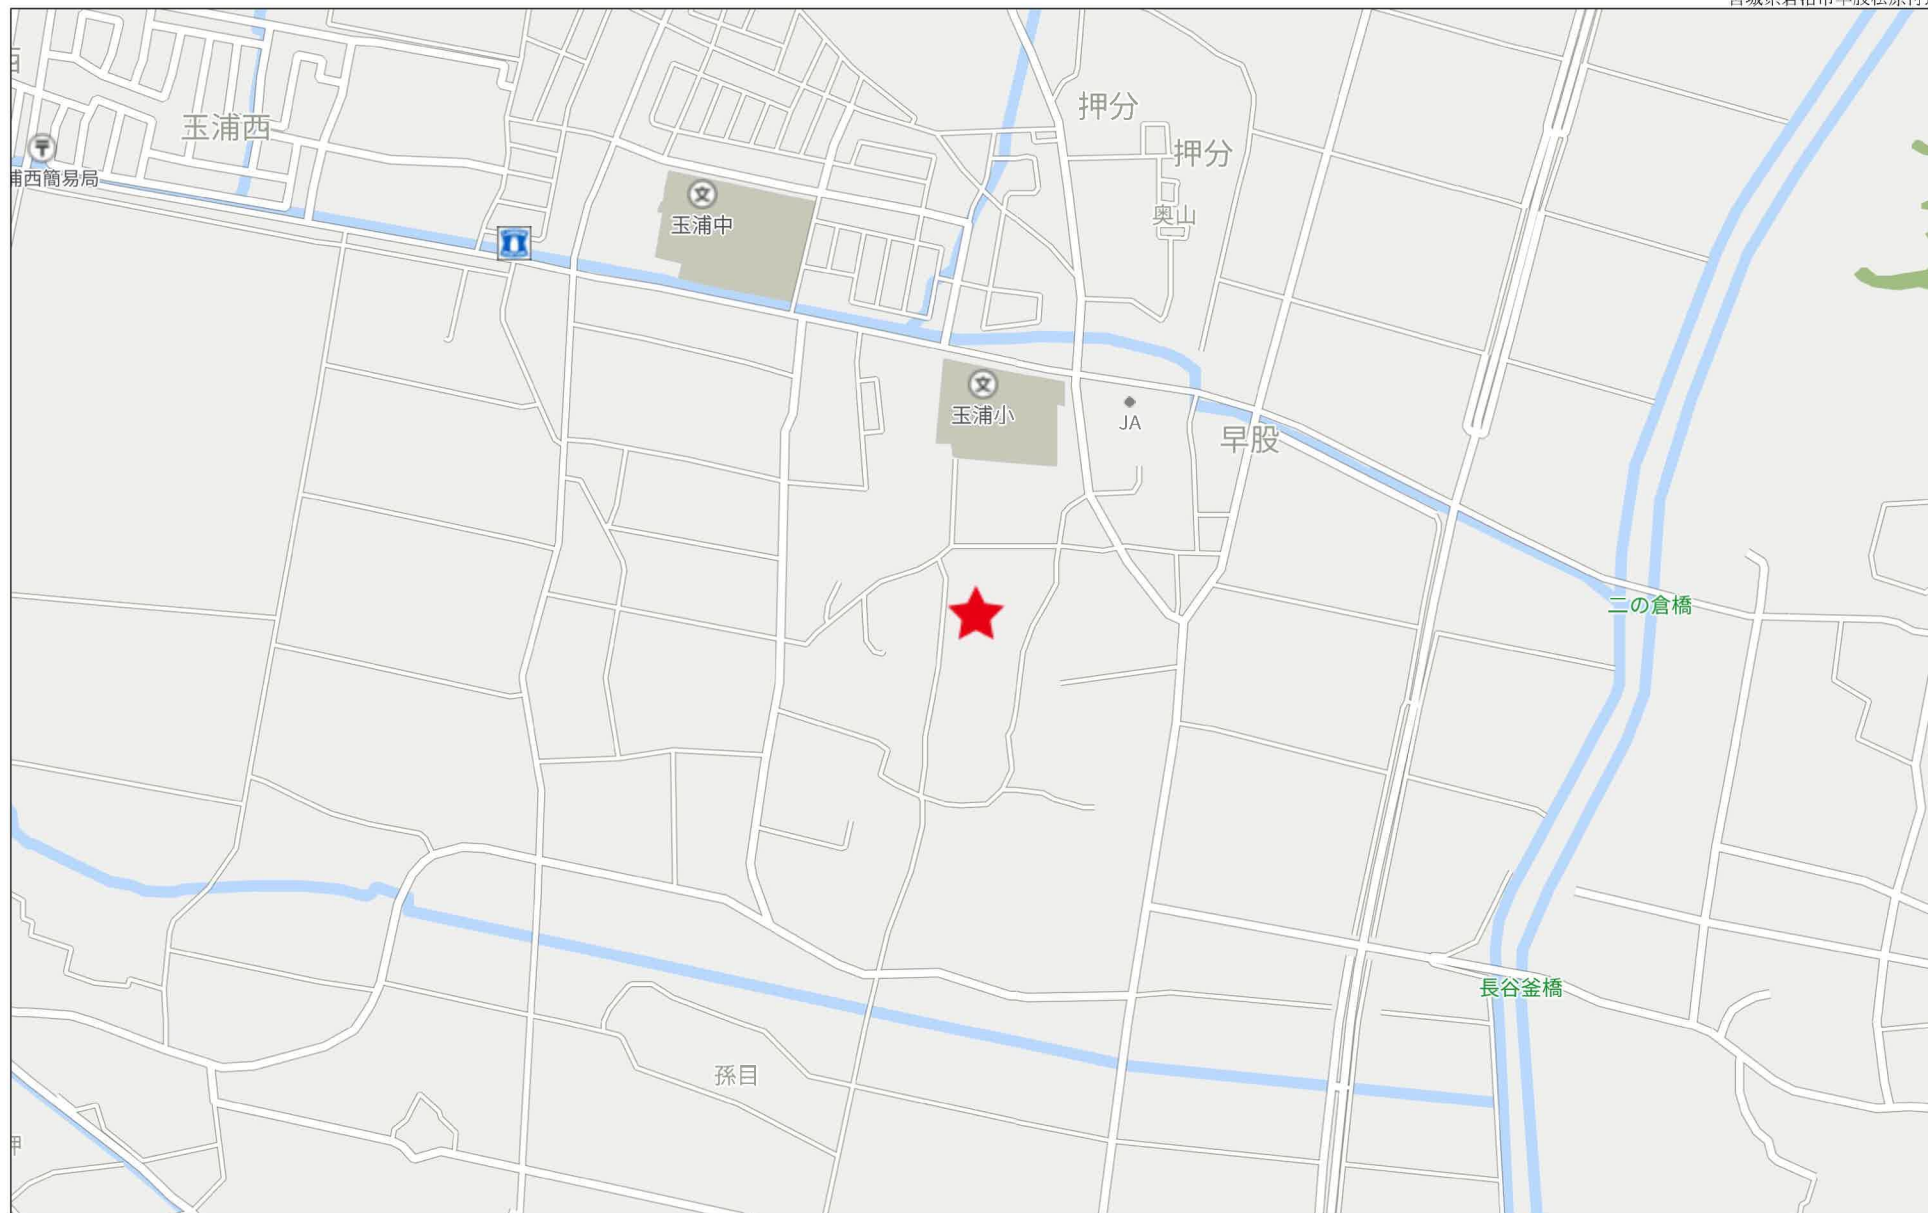 押分
玉浦西
押分
浦西簡易局
奥山
玉浦中
玉浦小
JA
早股
二の倉橋
長谷釜橋
孫目